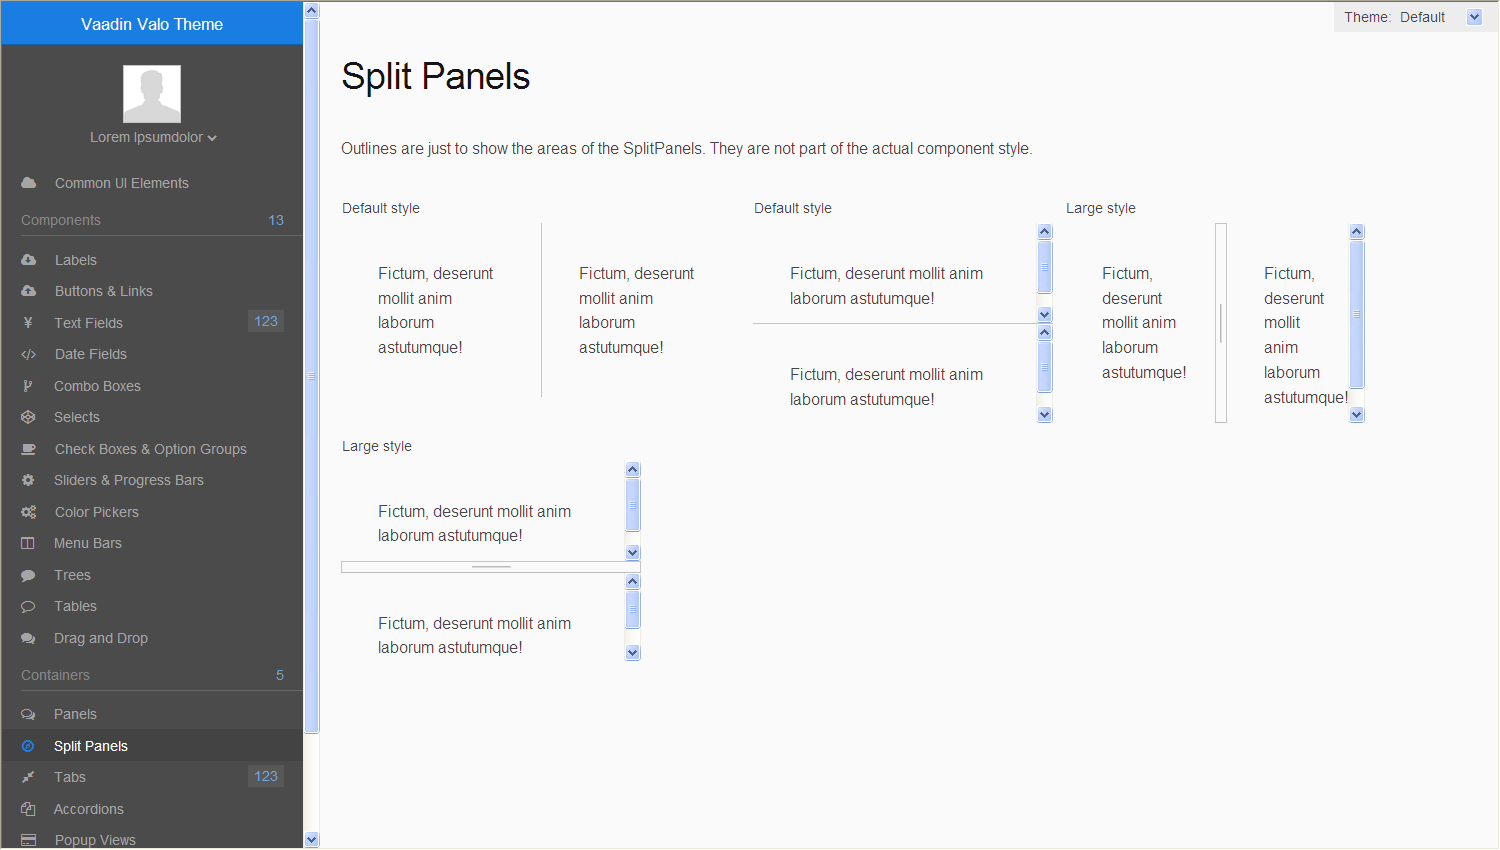 Vaadin Valo Theme
Lorem Ipsumdolor
Common UI Elements
Components 13
Labels
Buttons & Links
Text Fields 123
Date Fields
Combo Boxes
Selects
Check Boxes & Option Groups
Sliders & Progress Bars
Color Pickers
Menu Bars
Trees
Tables
Drag and Drop
Containers 5
Panels
Split Panels
Tabs 123
Accordions
Popup Views
Theme: Default
Split Panels
Outlines are just to show the areas of the SplitPanels. They are not part of the actual component style.
Default style
Fictum, deserunt
mollit anim
laborum
astutumque!
Fictum, deserunt
mollit anim
laborum
astutumque!
Default style
Fictum, deserunt mollit anim
laborum astutumque!
Fictum, deserunt mollit anim
laborum astutumque!
Large style
Fictum,
deserunt
mollit anim
laborum
astutumque!
Fictum,
deserunt
mollit
anim
laborum
astutumque!
Large style
Fictum, deserunt mollit anim
laborum astutumque!
Fictum, deserunt mollit anim
laborum astutumque!